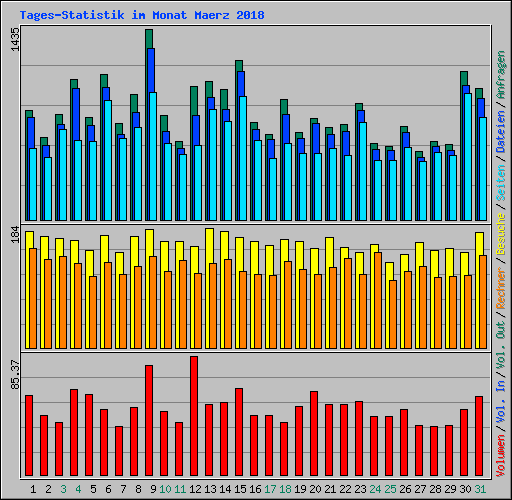 Tages-Statistik im Monat Maerz 2018
1435
184
85.37
Volumen / Vol. In / Vol. Out / Rechner / Besuche / Seiten / Dateien / Anfragen
1 2 3 4 5 6 7 8 9 10 11 12 13 14 15 16 17 18 19 20 21 22 23 24 25 26 27 28 29 30 31